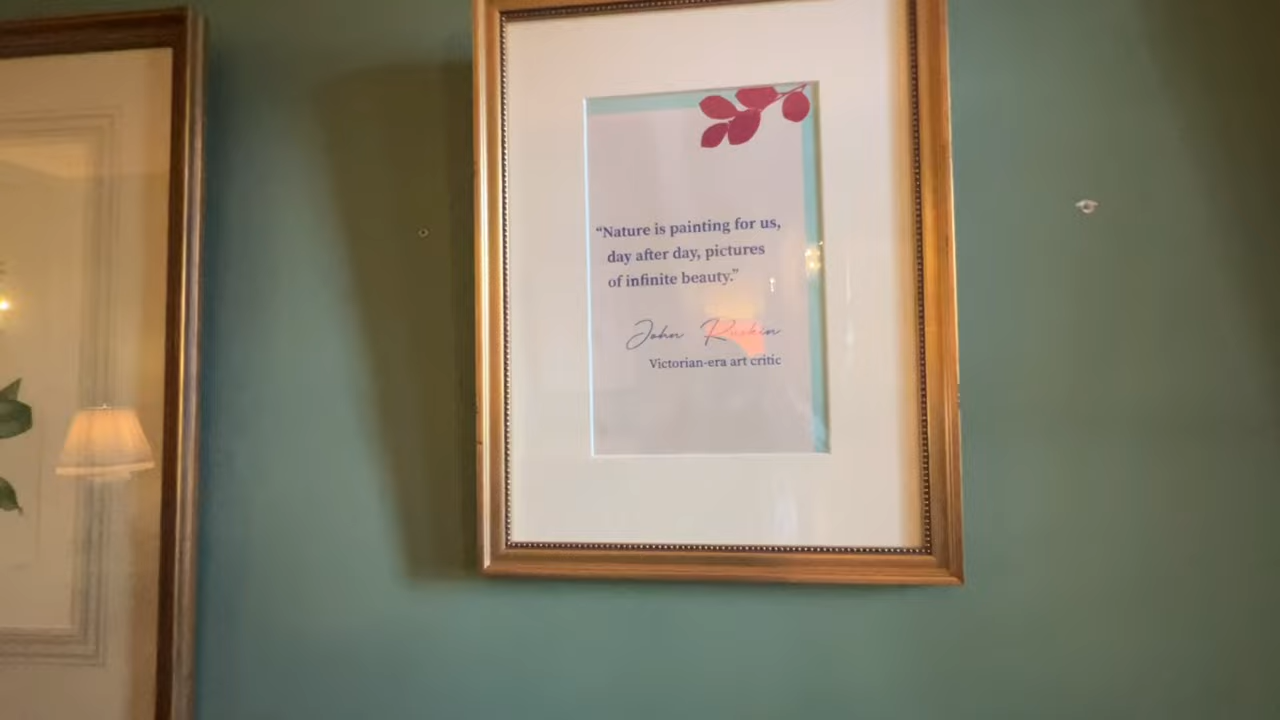 “Nature is painting for us,
day after day, pictures
of infinite beauty.”
John Ruskin
Victorian-era art critic